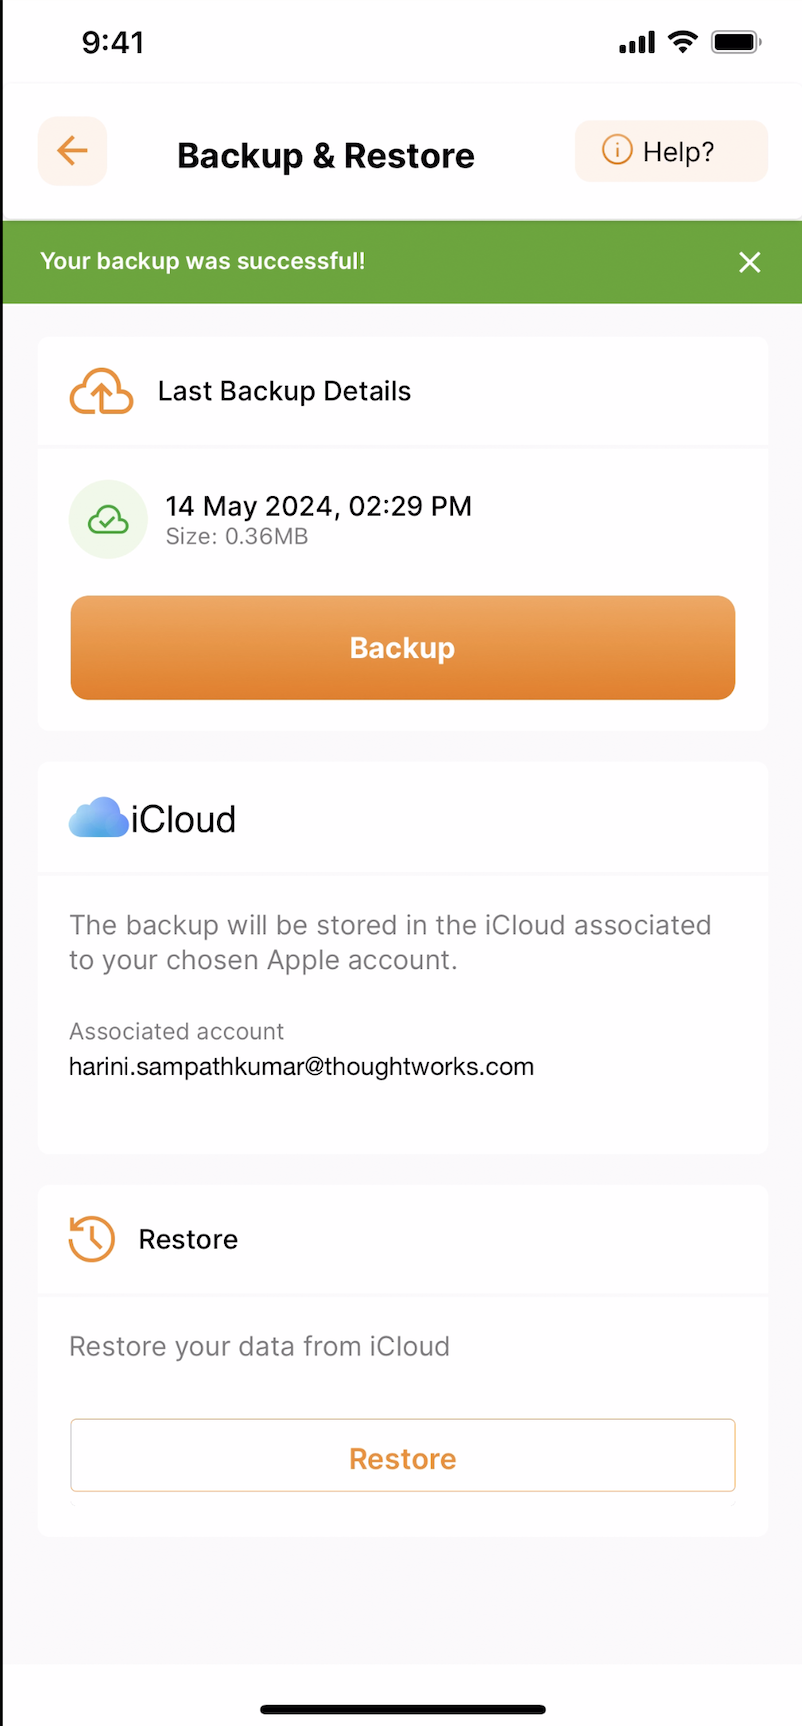 9:41
Backup & Restore
Help?
Your backup was successful!
Last Backup Details
14 May 2024, 02:29 PM
Size: 0.36MB
Backup
iCloud
The backup will be stored in the iCloud associated
to your chosen Apple account.
Associated account
harini.sampathkumar@thoughtworks.com
Restore
Restore your data from iCloud
Restore